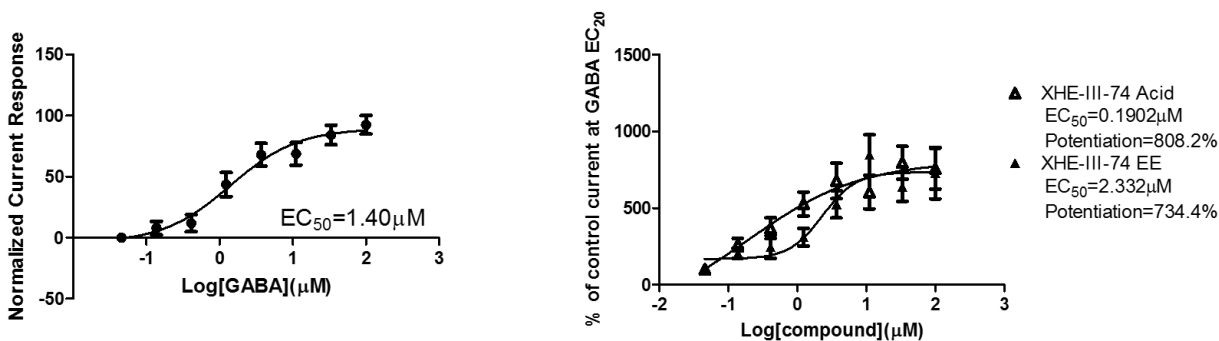 Normalized Current Response
150
100
50
0
-50
-1
0
1
2
3
EC50=1.40μM
Log[GABA](μM)
% of control current at GABA EC20
1500
1000
500
0
-2
-1
0
1
2
3
Log[compound](μM)
XHE-III-74 Acid
EC50=0.1902μM
Potentiation=808.2%
XHE-III-74 EE
EC50=2.332μM
Potentiation=734.4%